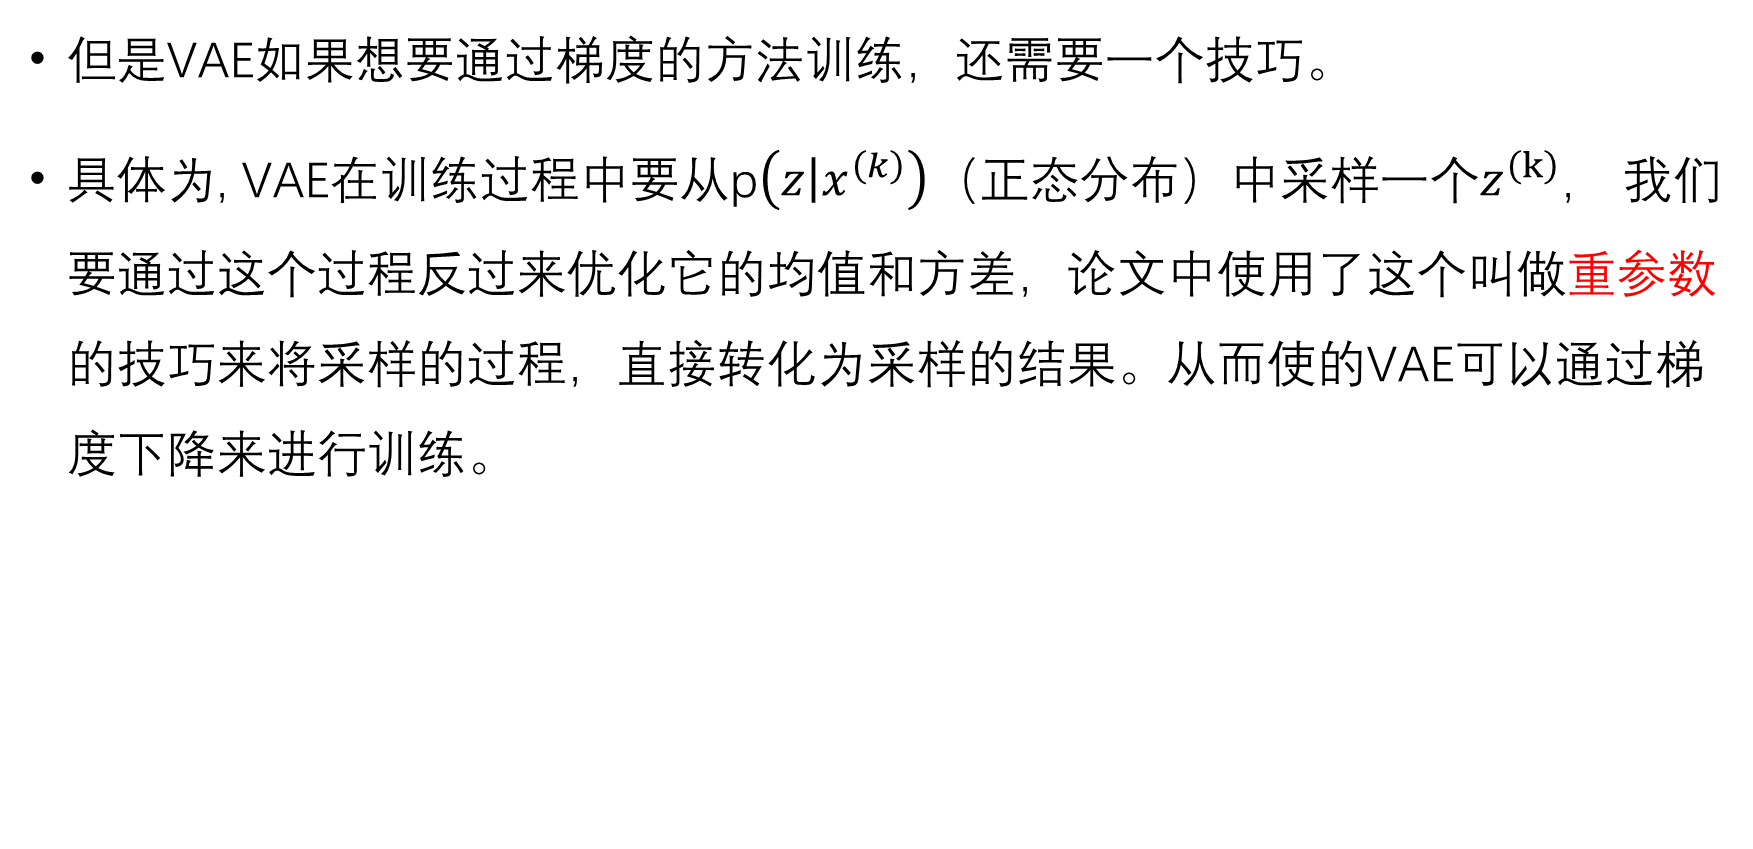 • 但是VAE如果想要通过梯度的方法训练，还需要一个技巧。
• 具体为, VAE在训练过程中要从p(z|x^(k))（正态分布）中采样一个z^(k)， 我们
要通过这个过程反过来优化它的均值和方差，论文中使用了这个叫做重参数
的技巧来将采样的过程，直接转化为采样的结果。从而使的VAE可以通过梯
度下降来进行训练。